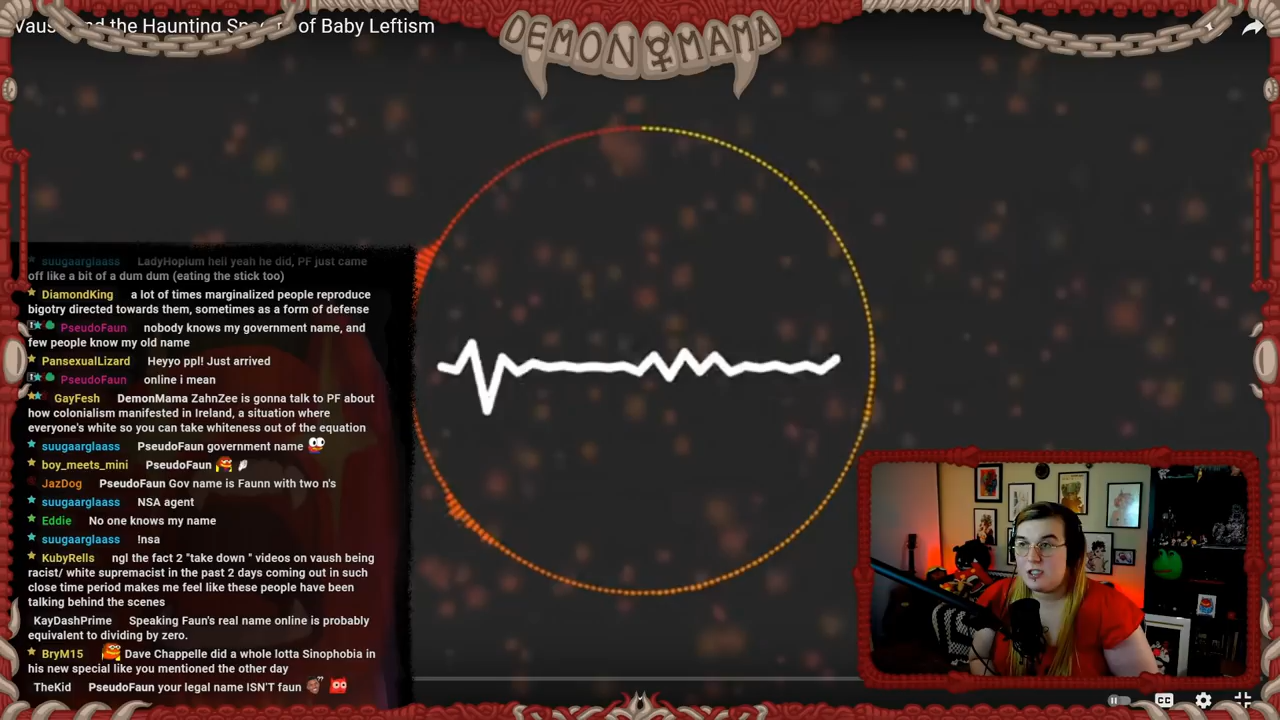 Vaus and the Haunting Sp of Baby Leftism
DEMON MAMA
suugaarglaass LadyHopium hell yeah he did, PF just came
off like a bit of a dum dum (eating the stick too)
DiamondKing a lot of times marginalized people reproduce
bigotry directed towards them, sometimes as a form of defense
PseudoFaun nobody knows my government name, and
few people know my old name
PansexualLizard Heyyo ppl! Just arrived
PseudoFaun online i mean
GayFesh DemonMama ZahnZee is gonna talk to PF about
how colonialism manifested in Ireland, a situation where
everyone's white so you can take whiteness out of the equation
suugaarglaass PseudoFaun government name
boy_meets_mini PseudoFaun
JazDog PseudoFaun Gov name is Faunn with two n's
suugaarglaass NSA agent
Eddie No one knows my name
suugaarglaass !nsa
KubyRells ngl the fact 2 "take down " videos on vaush being
racist/ white supremacist in the past 2 days coming out in such
close time period makes me feel like these people have been
talking behind the scenes
KayDashPrime Speaking Faun's real name online is probably
equivalent to dividing by zero.
BryM15 Dave Chappelle did a whole lotta Sinophobia in
his new special like you mentioned the other day
TheKid PseudoFaun your legal name ISN'T faun
CC